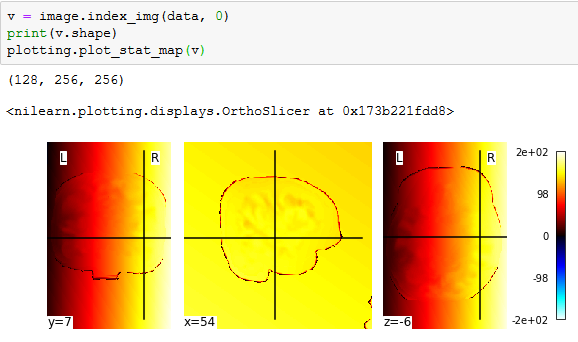 v = image.index_img(data, 0)
print(v.shape)
plotting.plot_stat_map(v)
(128, 256, 256)
<nilearn.plotting.displays.OrthoSlicer at 0x173b221fdd8>
L R L R
2e+02
98
0
-98
-2e+02
y=7 x=54 z=-6